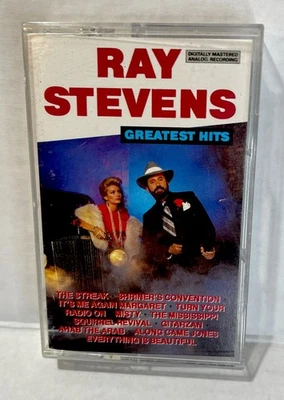 DIGITALLY MASTERED
ANALOG RECORDING
RAY
STEVENS
GREATEST HITS
THE STREAK · SHRINER'S CONVENTION
IT'S ME AGAIN MARGARET · TURN YOUR
RADIO ON · MISTY · THE MISSISSIPPI
SQUIRREL REVIVAL · GITARZAN
AHAB THE ARAB · ALONG CAME JONES
EVERYTHING IS BEAUTIFUL